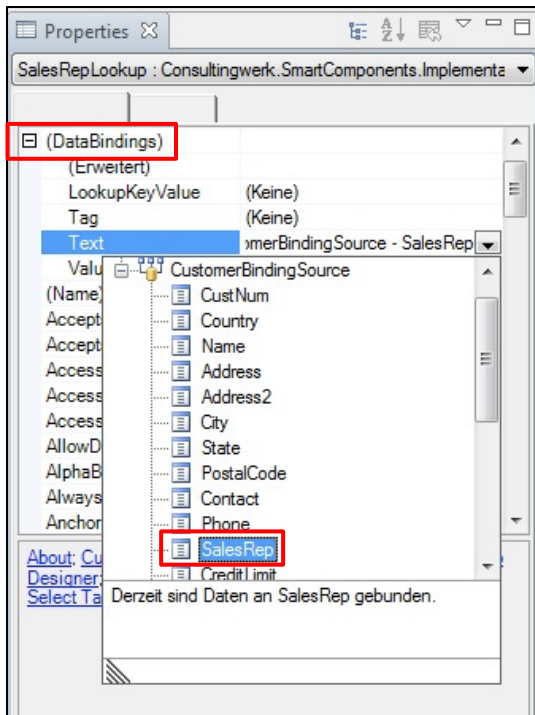 Properties
SalesRepLookup : Consultingwerk.SmartComponents.Implementa
(DataBindings)
(Erweitert)
LookupKeyValue (Keine)
Tag (Keine)
Text omerBindingSource - SalesRep
Valu
CustomerBindingSource
(Name)
CustNum
Accept
Country
Accept
Name
Access
Address
Access
Address2
Access
City
AllowD
State
AlphaB
PostalCode
Always
Contact
Anchor
Phone
SalesRep
CreditLimit
About; Cu
Designer;
Select Ta
Derzeit sind Daten an SalesRep gebunden.